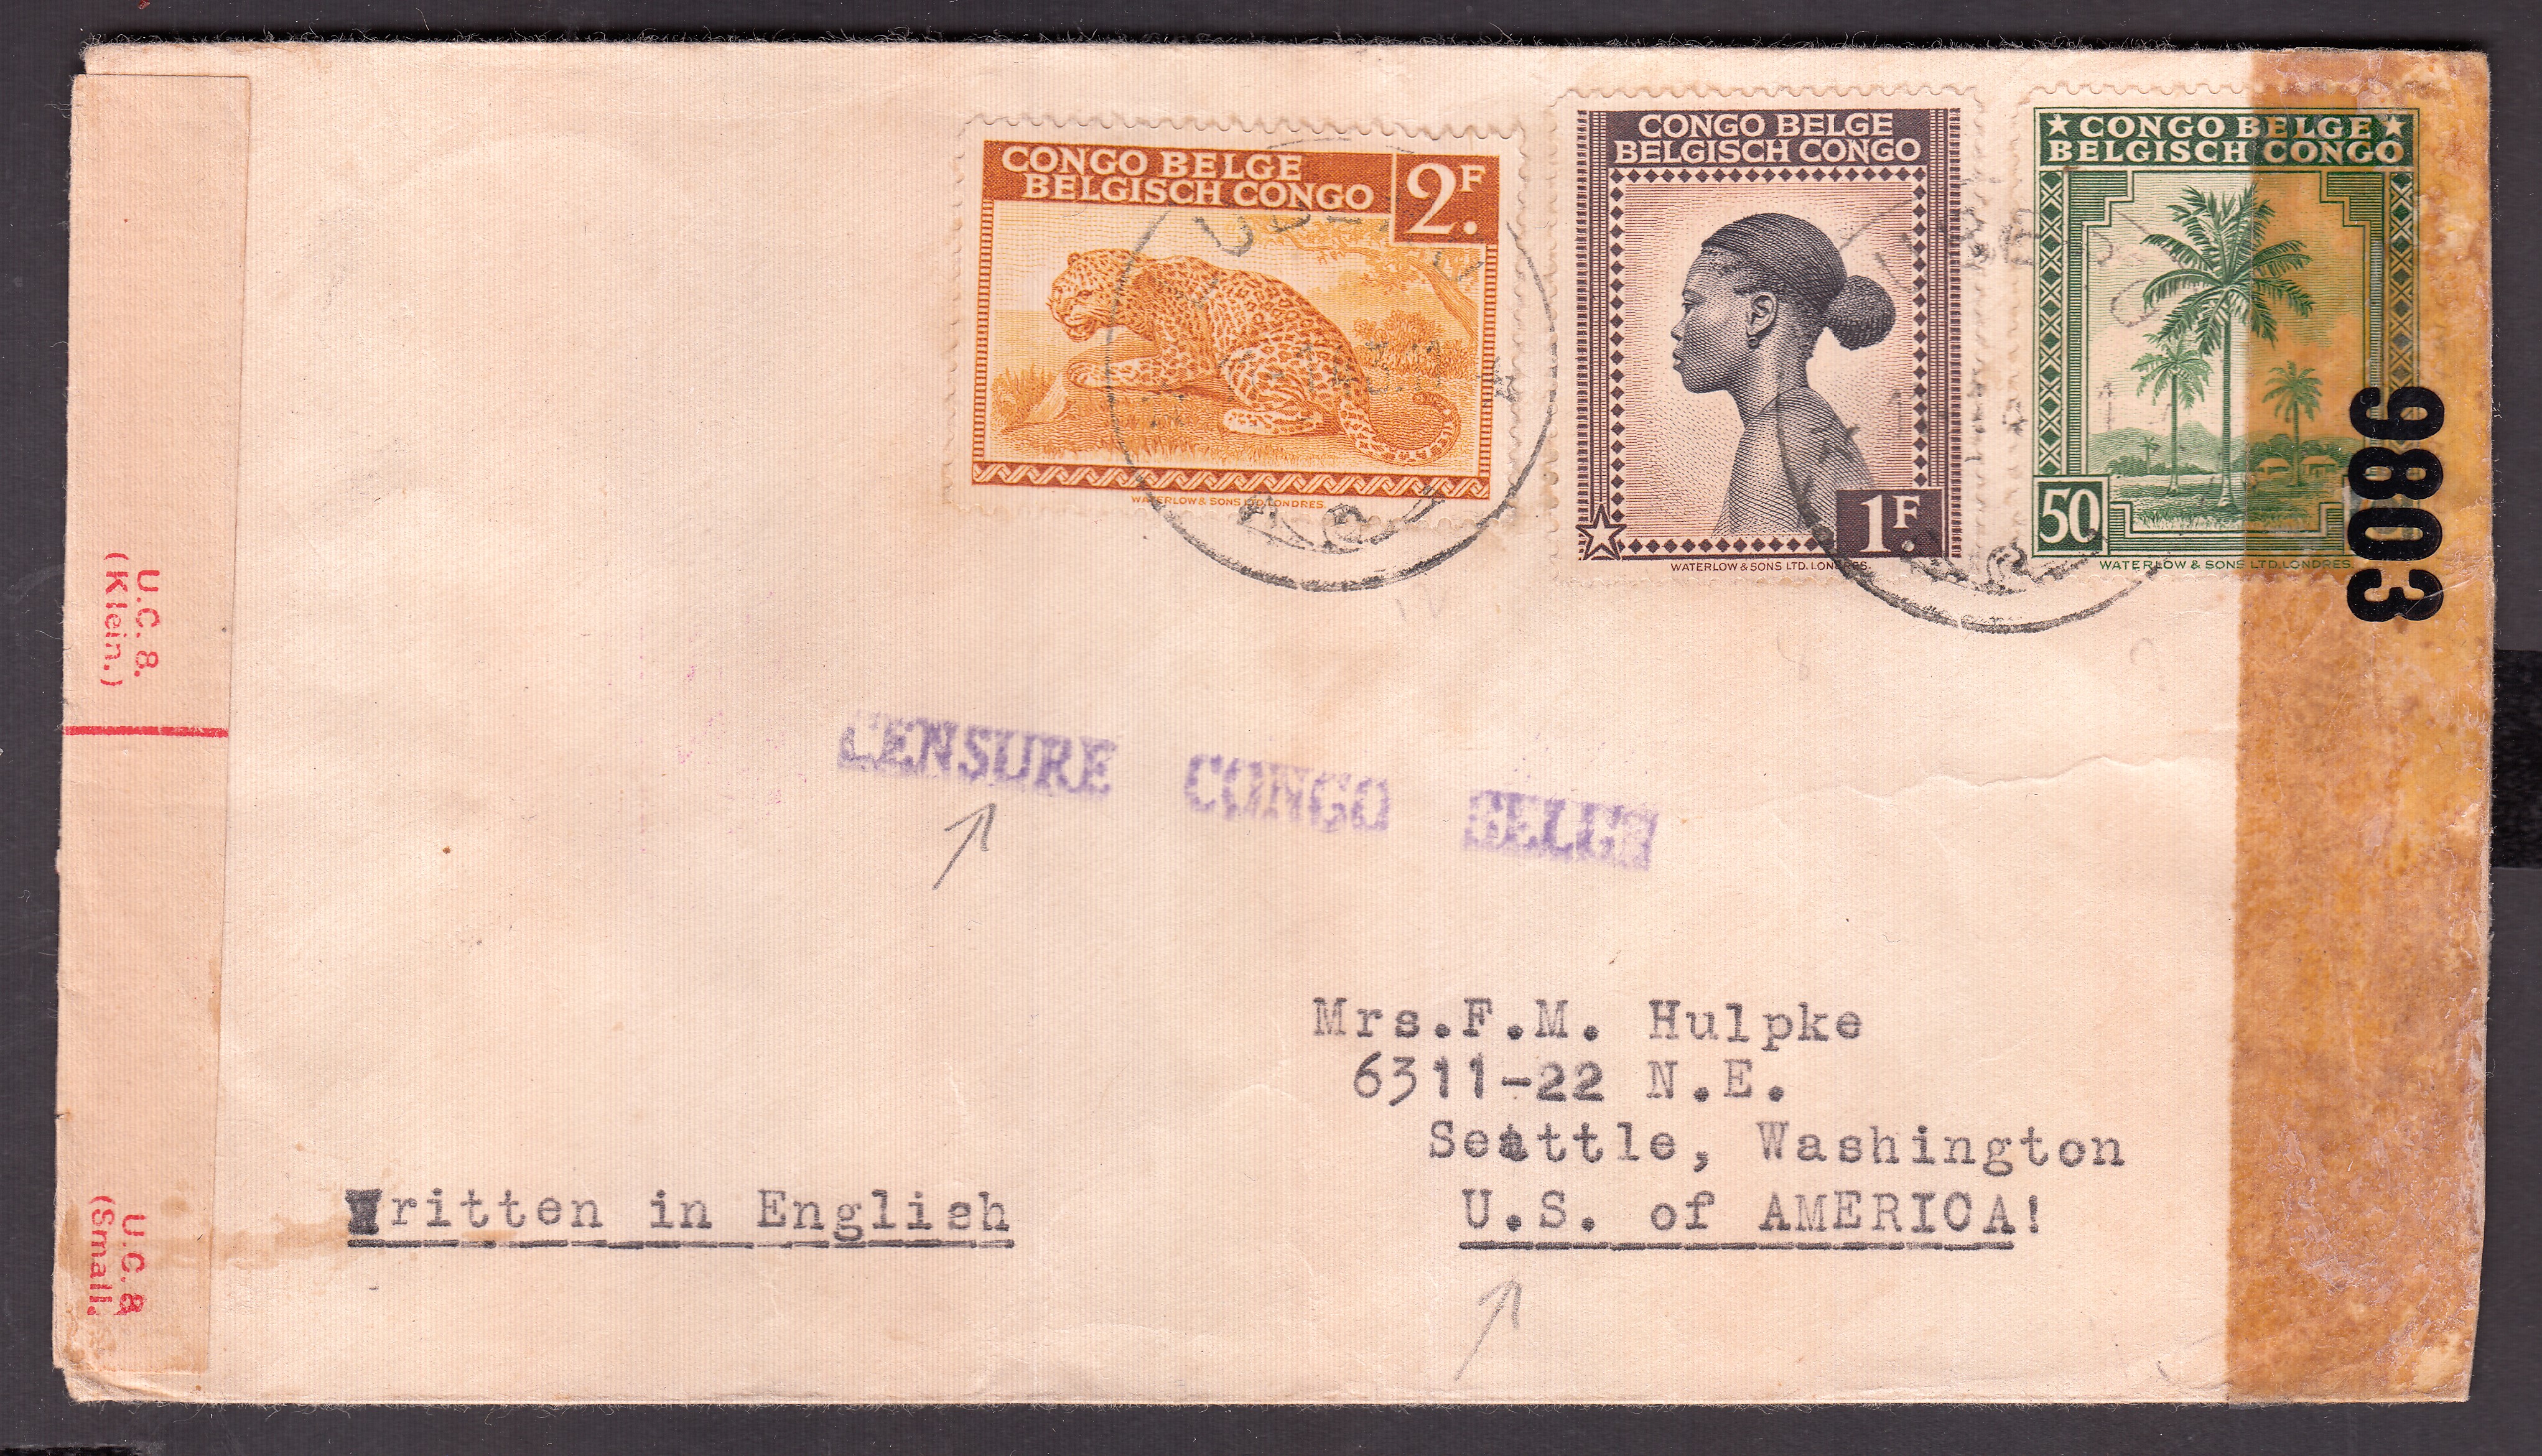 CONGO BELGE
BELGISCH CONGO
2F.
WATERLOW & SONS LTD. LONDRES.
CONGO BELGE
BELGISCH CONGO
1F.
WATERLOW & SONS LTD. LONDRES.
★ CONGO BELGE ★
BELGISCH CONGO
50
WATERLOW & SONS LTD. LONDRES
9803
U.C. 8.
(Klein.)
U.C. 8
(Small.
CENSURE CONGO BELGE
Mrs.F.M. Hulpke
6311-22 N.E.
Seattle, Washington
U.S. of AMERICA!
Written in English